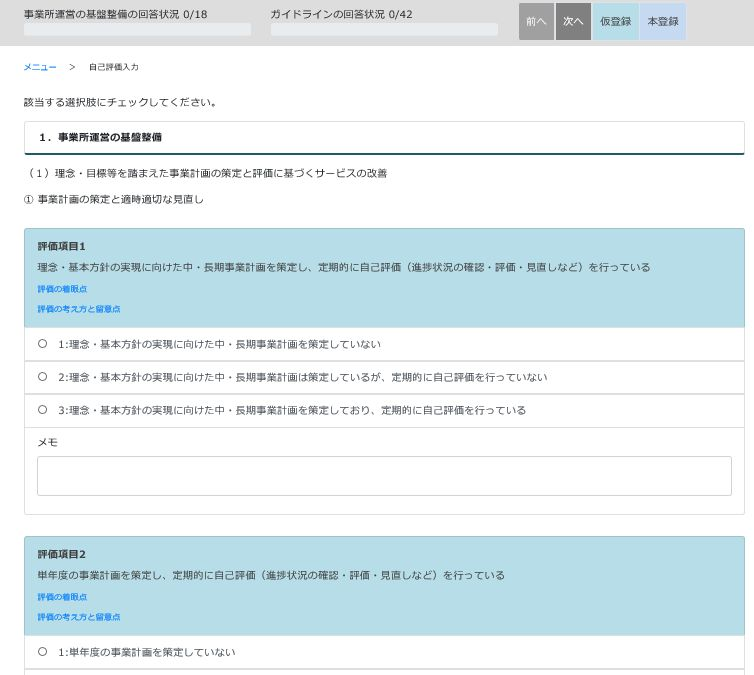 事業所運営の基盤整備の回答状況 0/18
ガイドラインの回答状況 0/42
前へ
次へ
仮登録
本登録
メニュー > 自己評価入力
該当する選択肢にチェックしてください。
1. 事業所運営の基盤整備
（1）理念・目標等を踏まえた事業計画の策定と評価に基づくサービスの改善
① 事業計画の策定と適時適切な見直し
評価項目1
理念・基本方針の実現に向けた中・長期事業計画を策定し、定期的に自己評価（進捗状況の確認・評価・見直しなど）を行っている
評価の着眼点
評価の考え方と留意点
1:理念・基本方針の実現に向けた中・長期事業計画を策定していない
2:理念・基本方針の実現に向けた中・長期事業計画は策定しているが、定期的に自己評価を行っていない
3:理念・基本方針の実現に向けた中・長期事業計画を策定しており、定期的に自己評価を行っている
メモ
評価項目2
単年度の事業計画を策定し、定期的に自己評価（進捗状況の確認・評価・見直しなど）を行っている
評価の着眼点
評価の考え方と留意点
1:単年度の事業計画を策定していない